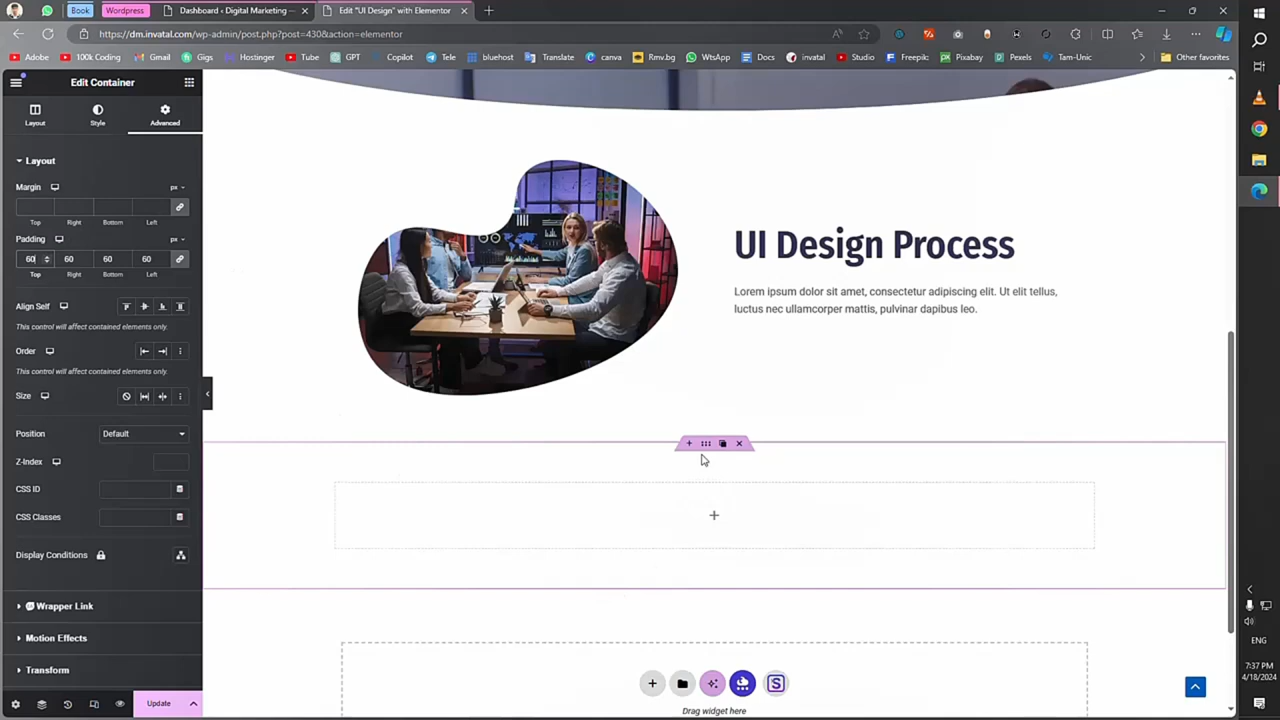 Book
Wordpress
Dashboard ‹ Digital Marketing —
Edit "UI Design" with Elementor
https://dm.invatal.com/wp-admin/post.php?post=430&action=elementor
Adobe
100k Coding
Gmail
Gigs
Hostinger
Tube
GPT
Copilot
Tele
bluehost
Translate
canva
Rmv.bg
WtsApp
Docs
invatal
Studio
Freepik
Pixabay
Pexels
Tam-Unic
Other favorites
Edit Container
Layout
Style
Advanced
Layout
Margin
px
Top
Right
Bottom
Left
Padding
px
60
60
60
60
Top
Right
Bottom
Left
Align Self
This control will affect contained elements only.
Order
This control will affect contained elements only.
Size
Position
Default
Z-Index
CSS ID
CSS Classes
Display Conditions
Wrapper Link
Motion Effects
Transform
Update
UI Design Process
Lorem ipsum dolor sit amet, consectetur adipiscing elit. Ut elit tellus,
luctus nec ullamcorper mattis, pulvinar dapibus leo.
Drag widget here
ENG
7:37 PM
4/18/2024